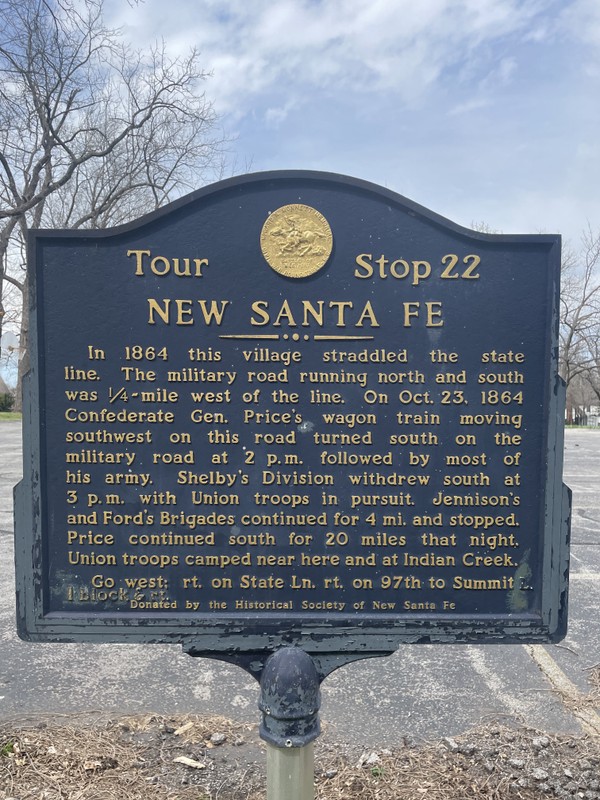 Tour Stop 22
NEW SANTA FE
In 1864 this village straddled the state
line. The military road running north and south
was 1/4-mile west of the line. On Oct. 23, 1864
Confederate Gen. Price's wagon train moving
southwest on this road turned south on the
military road at 2 p.m. followed by most of
his army. Shelby's Division withdrew south at
3 p.m. with Union troops in pursuit. Jennison's
and Ford's Brigades continued for 4 mi. and stopped.
Price continued south for 20 miles that night.
Union troops camped near here and at Indian Creek.
Go west; rt. on State Ln. rt. on 97th to Summit
1 Block & rt.
Donated by the Historical Society of New Santa Fe